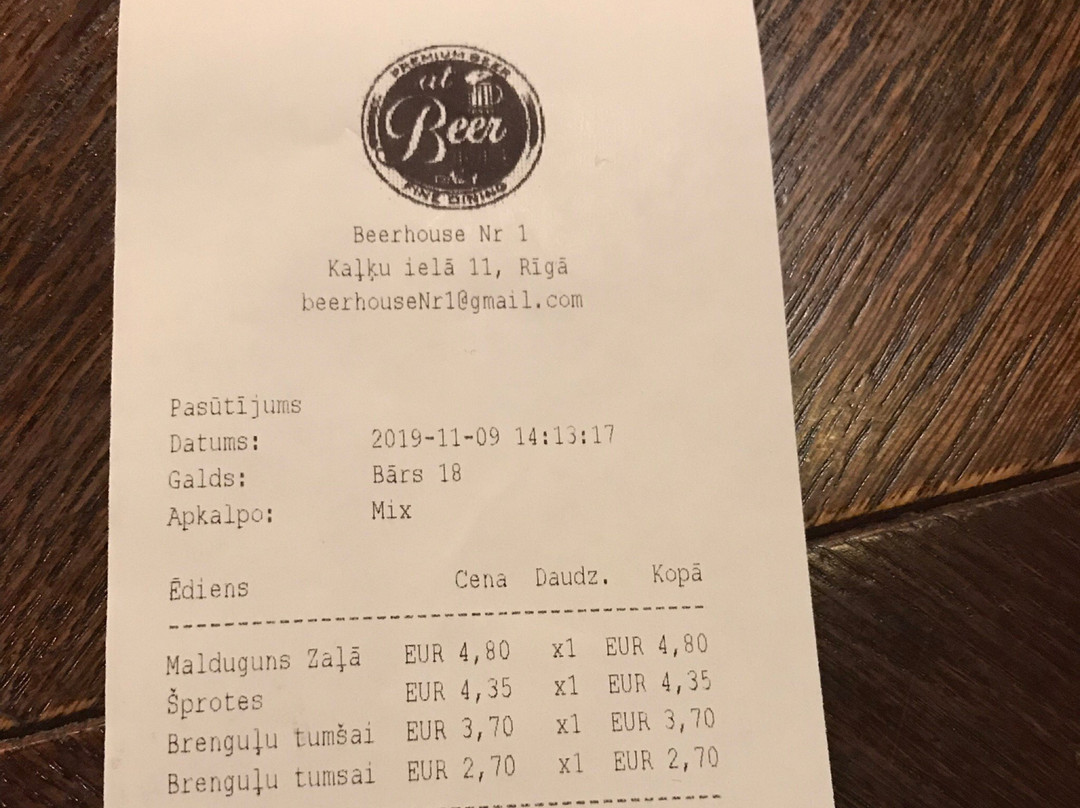 PREMIUM BEER
at
Beer
FINE DINING
Beerhouse Nr 1
Kaļķu ielā 11, Rīgā
beerhouseNr1@gmail.com
Pasūtījums
Datums: 2019-11-09 14:13:17
Galds: Bārs 18
Apkalpo: Mix
Ēdiens Cena Daudz. Kopā
Malduguns Zaļā EUR 4,80 x1 EUR 4,80
Šprotes EUR 4,35 x1 EUR 4,35
Brenguļu tumšai EUR 3,70 x1 EUR 3,70
Brenguļu tumsai EUR 2,70 x1 EUR 2,70